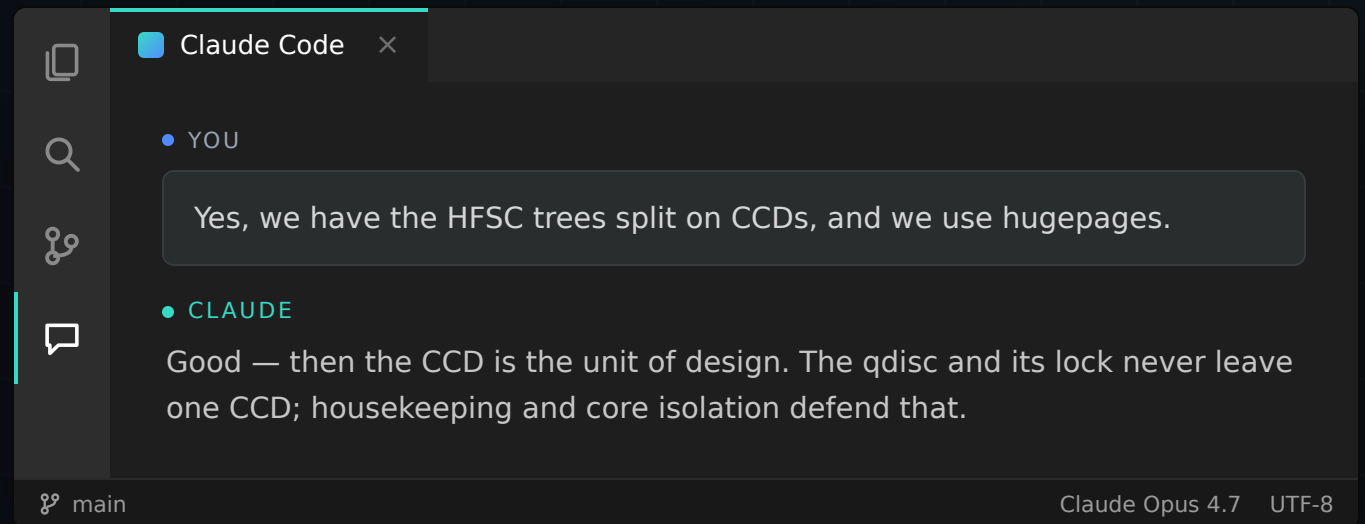 Claude Code
YOU
Yes, we have the HFSC trees split on CCDs, and we use hugepages.
CLAUDE
Good — then the CCD is the unit of design. The qdisc and its lock never leave
one CCD; housekeeping and core isolation defend that.
main
Claude Opus 4.7 UTF-8